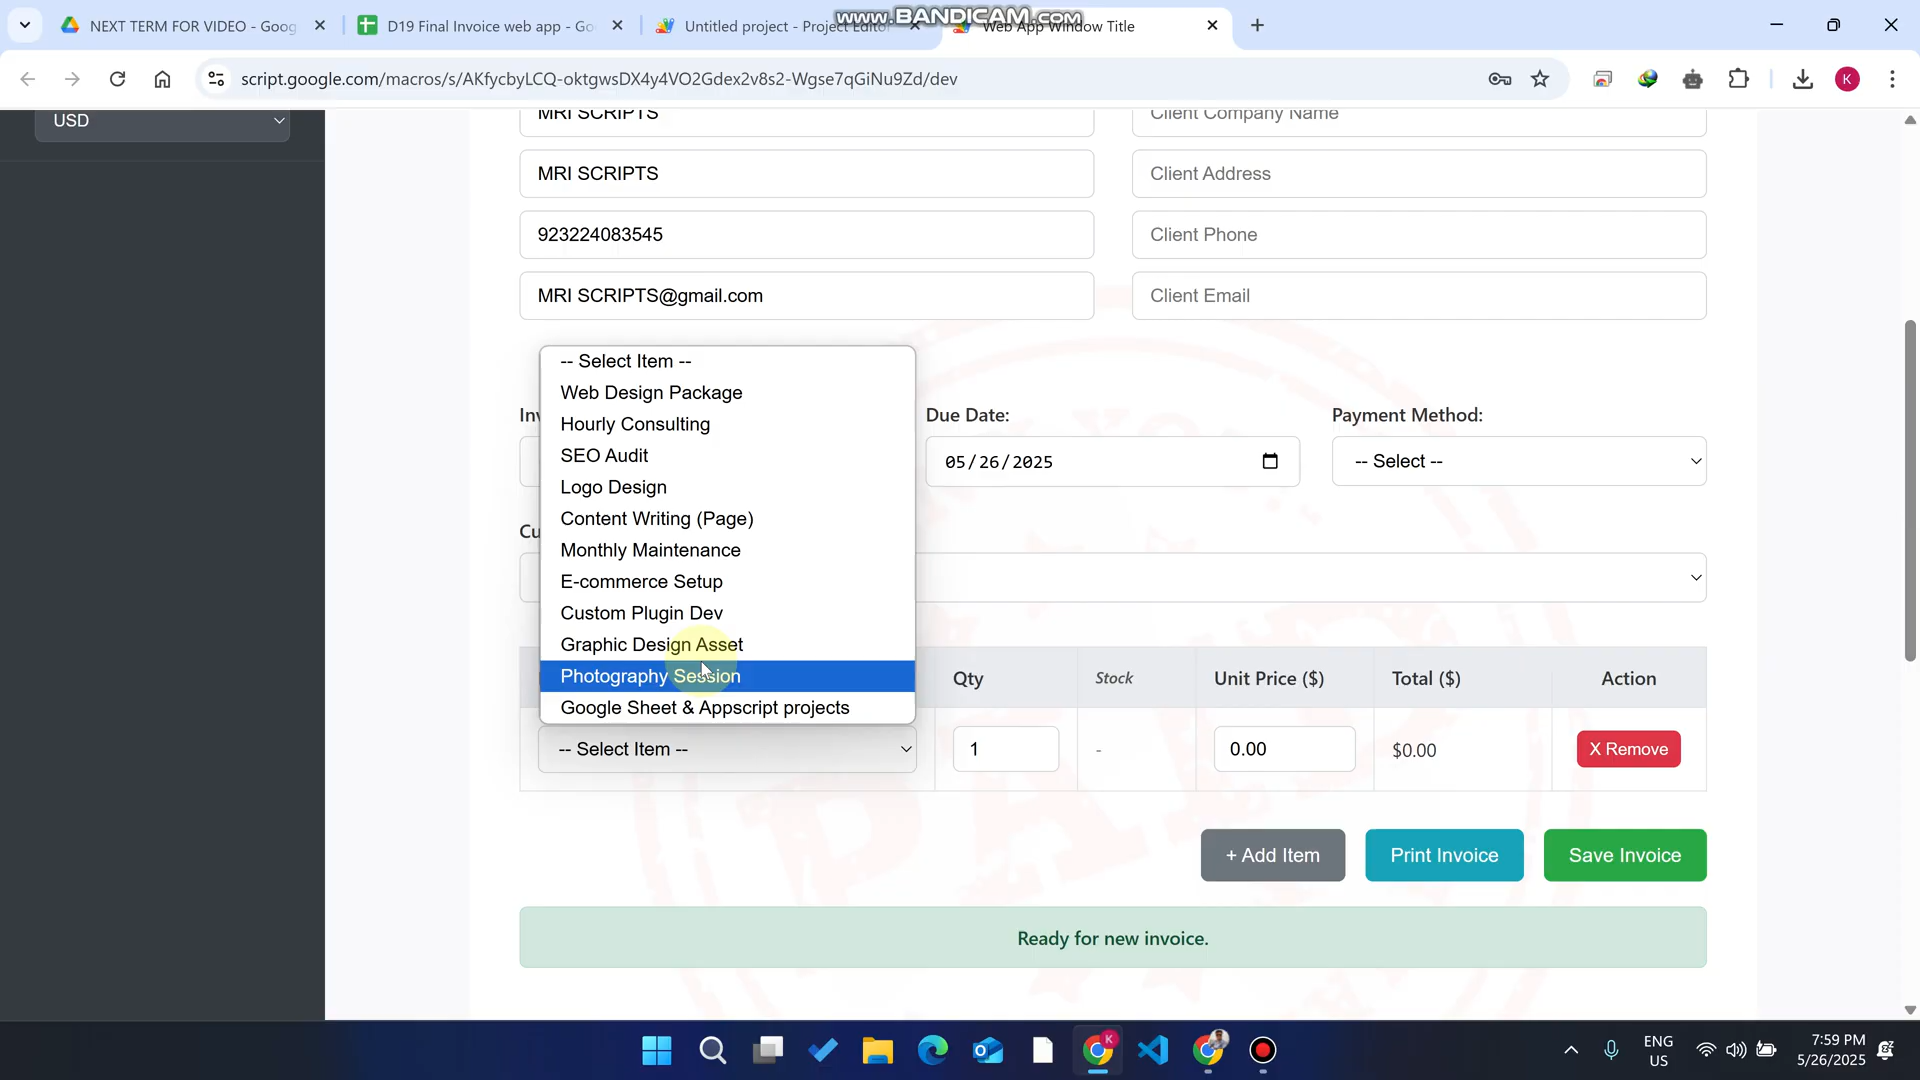 www.BANDICAM.com
NEXT TERM FOR VIDEO - Goog
D19 Final Invoice web app - Go
Untitled project - Project Editor
Web App Window Title
script.google.com/macros/s/AKfycbyLCQ-oktgwsDX4y4VO2Gdex2v8s2-Wgse7qGiNu9Zd/dev
K
USD
MRI SCRIPTS
Client Company Name
MRI SCRIPTS
Client Address
923224083545
Client Phone
MRI SCRIPTS@gmail.com
Client Email
-- Select Item --
Web Design Package
Hourly Consulting
SEO Audit
Logo Design
Content Writing (Page)
Monthly Maintenance
E-commerce Setup
Custom Plugin Dev
Graphic Design Asset
Photography Session
Google Sheet & Appscript projects
Due Date:
Payment Method:
05/26/2025
-- Select --
Qty
Stock
Unit Price ($)
Total ($)
Action
-- Select Item --
1
-
0.00
$0.00
X Remove
+ Add Item
Print Invoice
Save Invoice
Ready for new invoice.
PAID
K
ENG
US
7:59 PM
5/26/2025